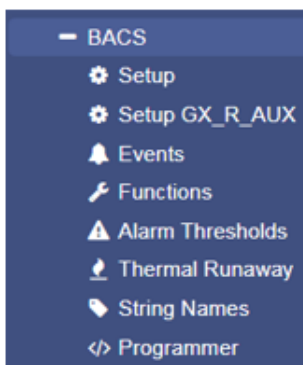 BACS
Setup
Setup GX_R_AUX
Events
Functions
Alarm Thresholds
Thermal Runaway
String Names
Programmer